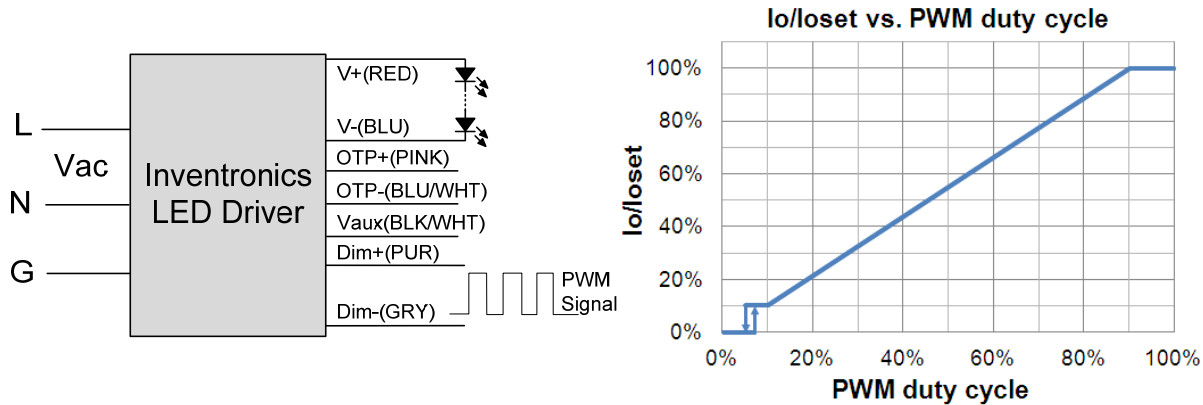 L
Vac
N
G
Inventronics
LED Driver
V+(RED)
V-(BLU)
OTP+(PINK)
OTP-(BLU/WHT)
Vaux(BLK/WHT)
Dim+(PUR)
Dim-(GRY)
PWM
Signal
Io/Ioset vs. PWM duty cycle
Io/Ioset
100%
80%
60%
40%
20%
0%
0% 20% 40% 60% 80% 100%
PWM duty cycle